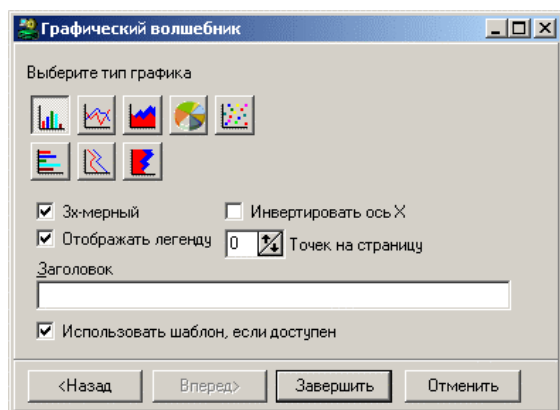 Графический волшебник
Выберите тип графика
3х-мерный
Инвертировать ось X
Отображать легенду
0
Точек на страницу
Заголовок
Использовать шаблон, если доступен
<Назад
Вперед>
Завершить
Отменить